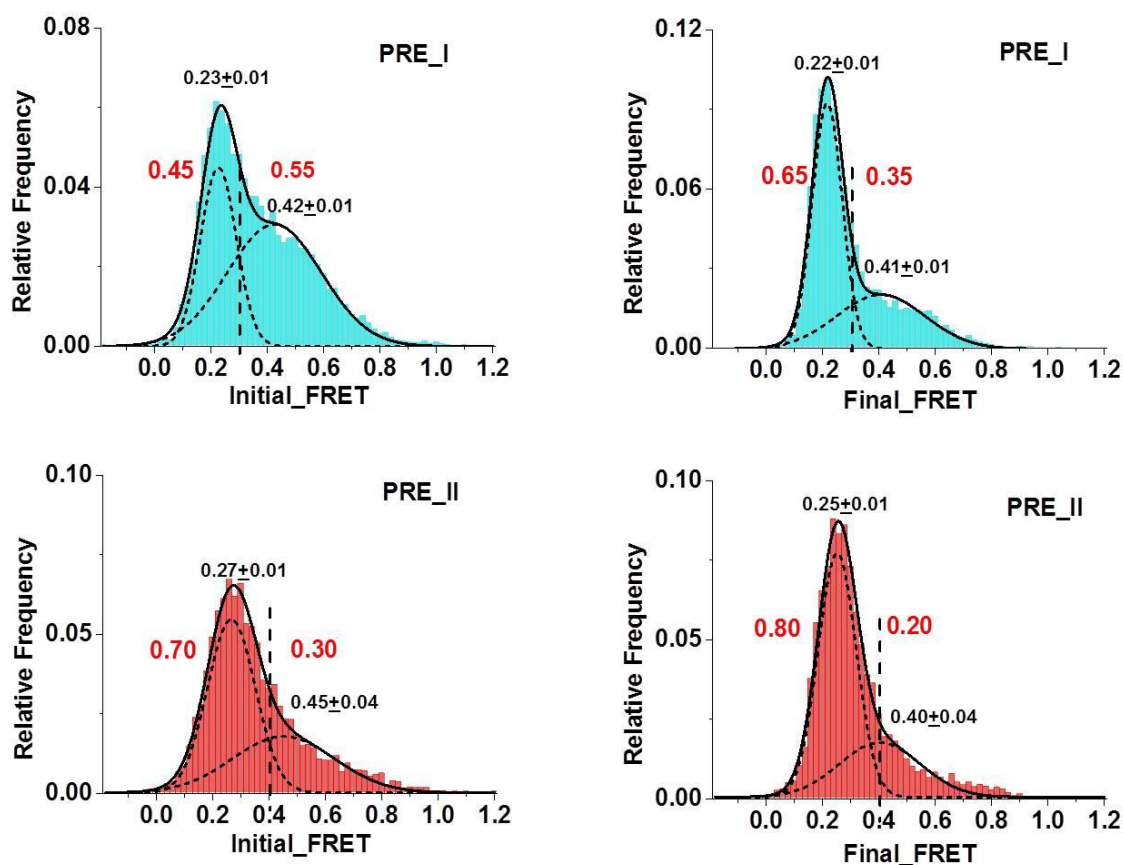 0.08
PRE_I
0.23±0.01
Relative Frequency
0.45
0.55
0.04
0.42±0.01
0.00
0.0 0.2 0.4 0.6 0.8 1.0 1.2
Initial_FRET
0.12
PRE_I
0.22±0.01
Relative Frequency
0.65
0.35
0.06
0.41±0.01
0.00
0.0 0.2 0.4 0.6 0.8 1.0 1.2
Final_FRET
0.10
PRE_II
0.27±0.01
Relative Frequency
0.70
0.30
0.05
0.45±0.04
0.00
0.0 0.2 0.4 0.6 0.8 1.0 1.2
Initial_FRET
0.10
PRE_II
0.25±0.01
Relative Frequency
0.80
0.20
0.05
0.40±0.04
0.00
0.0 0.2 0.4 0.6 0.8 1.0 1.2
Final_FRET